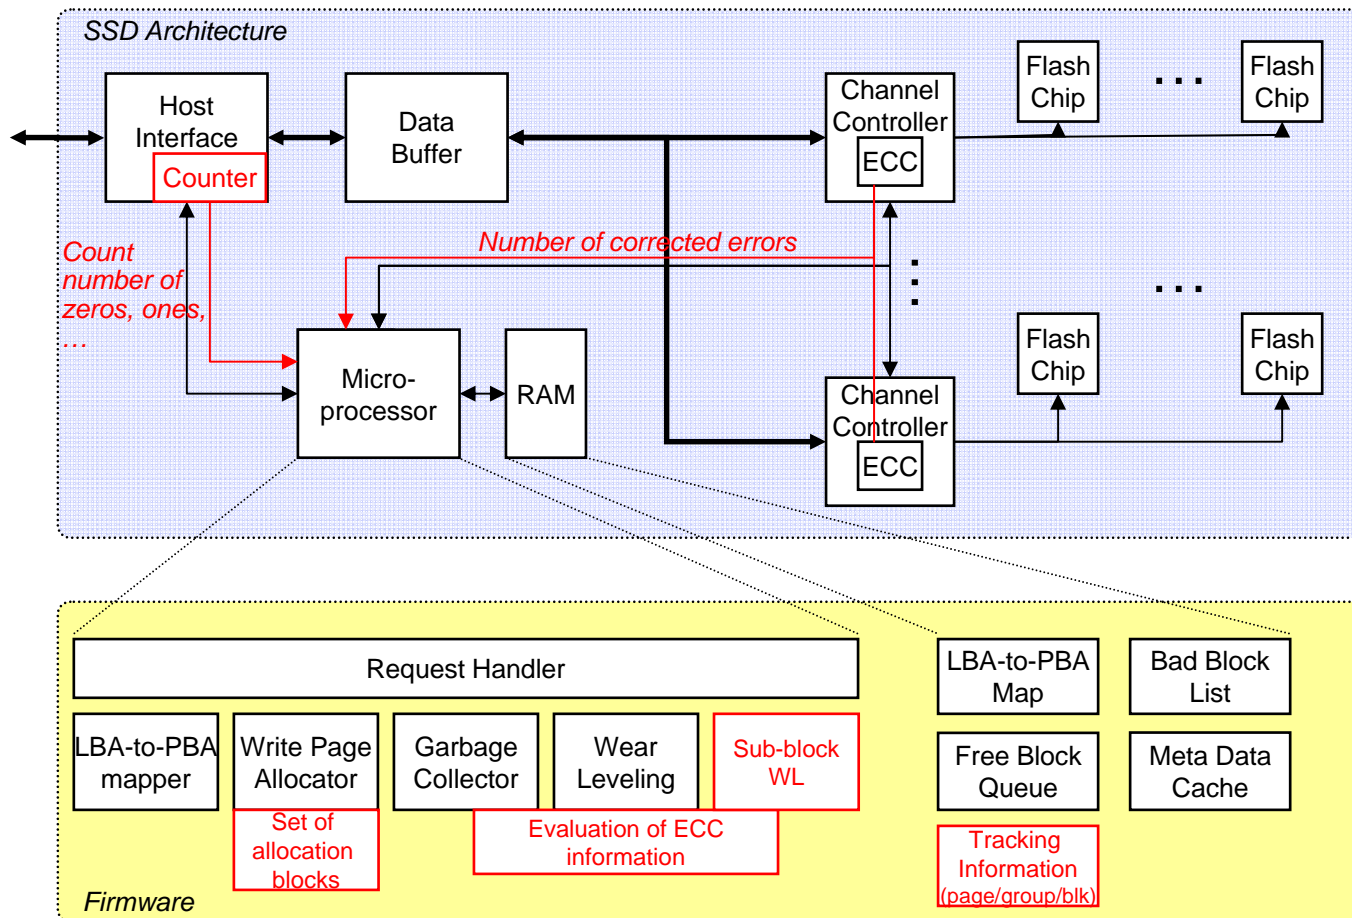 SSD Architecture
Host
Interface
Counter
Data
Buffer
Channel
Controller
ECC
Flash
Chip
. . .
Flash
Chip
Count
number of
zeros, ones,
…
Number of corrected errors
Micro-
processor
RAM
. . .
. . .
Channel
Controller
ECC
Flash
Chip
Flash
Chip
Request Handler
LBA-to-PBA
mapper
Write Page
Allocator
Garbage
Collector
Wear
Leveling
Sub-block
WL
Set of
allocation
blocks
Evaluation of ECC
information
LBA-to-PBA
Map
Bad Block
List
Free Block
Queue
Meta Data
Cache
Tracking
Information
(page/group/blk)
Firmware